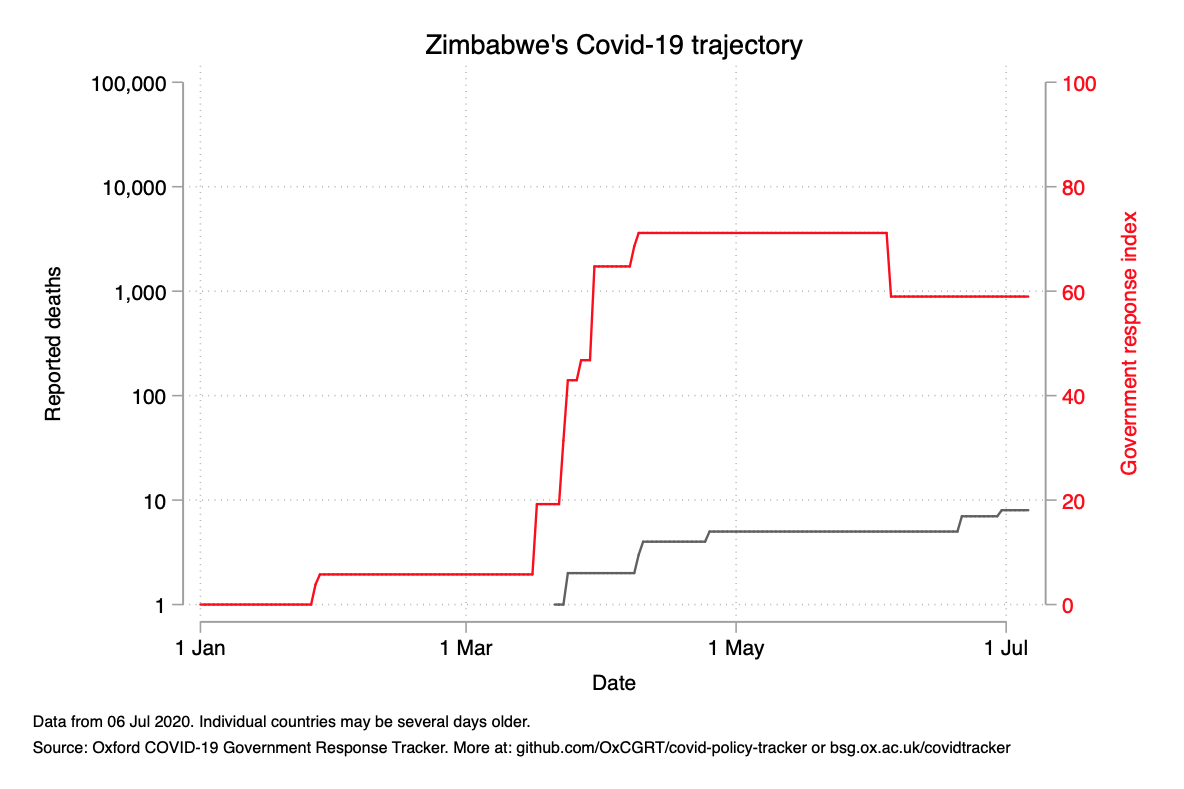 Zimbabwe's Covid-19 trajectory
100,000
10,000
1,000
100
10
1
Reported deaths
100
80
60
40
20
0
Government response index
1 Jan
1 Mar
1 May
1 Jul
Date
Data from 06 Jul 2020. Individual countries may be several days older.
Source: Oxford COVID-19 Government Response Tracker. More at: github.com/OxCGRT/covid-policy-tracker or bsg.ox.ac.uk/covidtracker